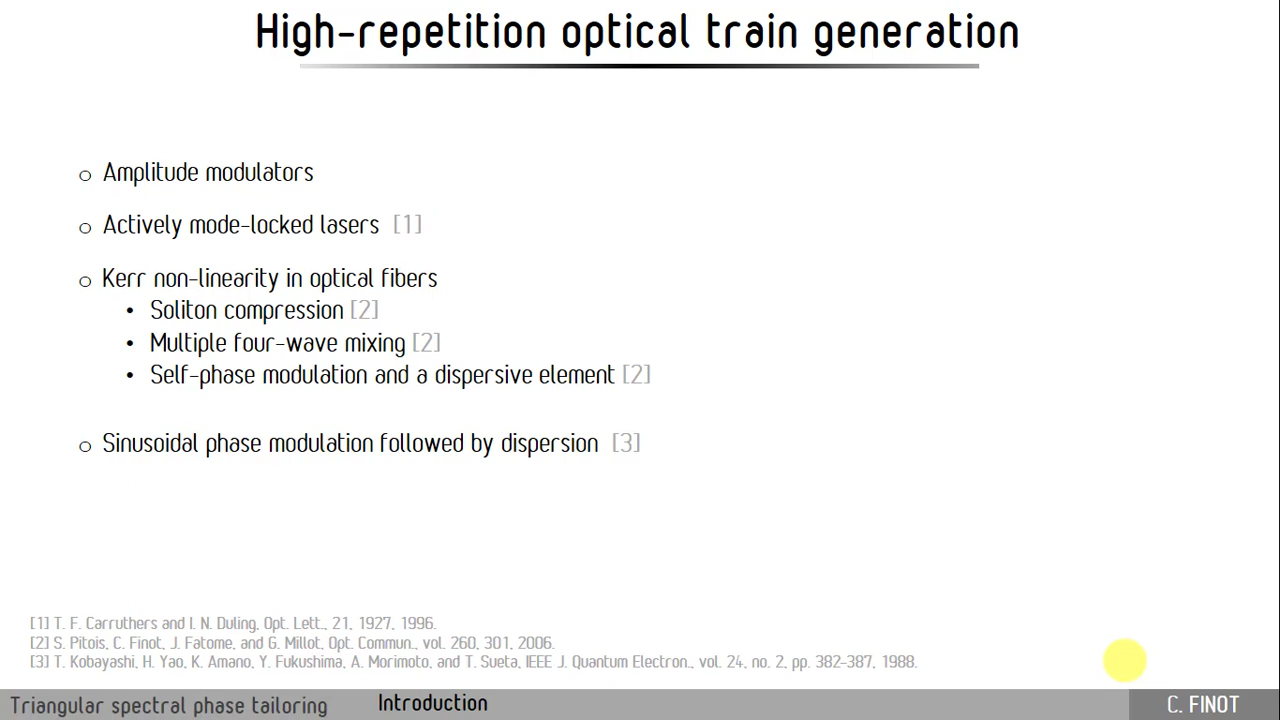 High-repetition optical train generation
o Amplitude modulators
o Actively mode-locked lasers [1]
o Kerr non-linearity in optical fibers
• Soliton compression [2]
• Multiple four-wave mixing [2]
• Self-phase modulation and a dispersive element [2]
o Sinusoidal phase modulation followed by dispersion [3]
[1] T. F. Carruthers and I. N. Duling, Opt. Lett., 21, 1927, 1996.
[2] S. Pitois, C. Finot, J. Fatome, and G. Millot, Opt. Commun., vol. 260, 301, 2006.
[3] T. Kobayashi, H. Yao, K. Amano, Y. Fukushima, A. Morimoto, and T. Sueta, IEEE J. Quantum Electron., vol. 24, no. 2, pp. 382-387, 1988.
Triangular spectral phase tailoring Introduction C. FINOT